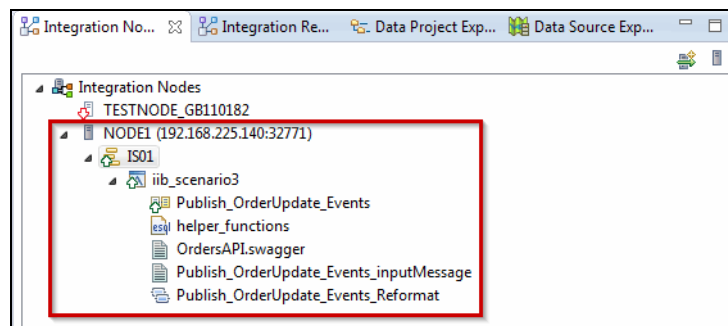 Integration No... Integration Re... Data Project Exp... Data Source Exp...
Integration Nodes
TESTNODE_GB110182
NODE1 (192.168.225.140:32771)
IS01
iib_scenario3
Publish_OrderUpdate_Events
esql helper_functions
OrdersAPI.swagger
Publish_OrderUpdate_Events_inputMessage
Publish_OrderUpdate_Events_Reformat